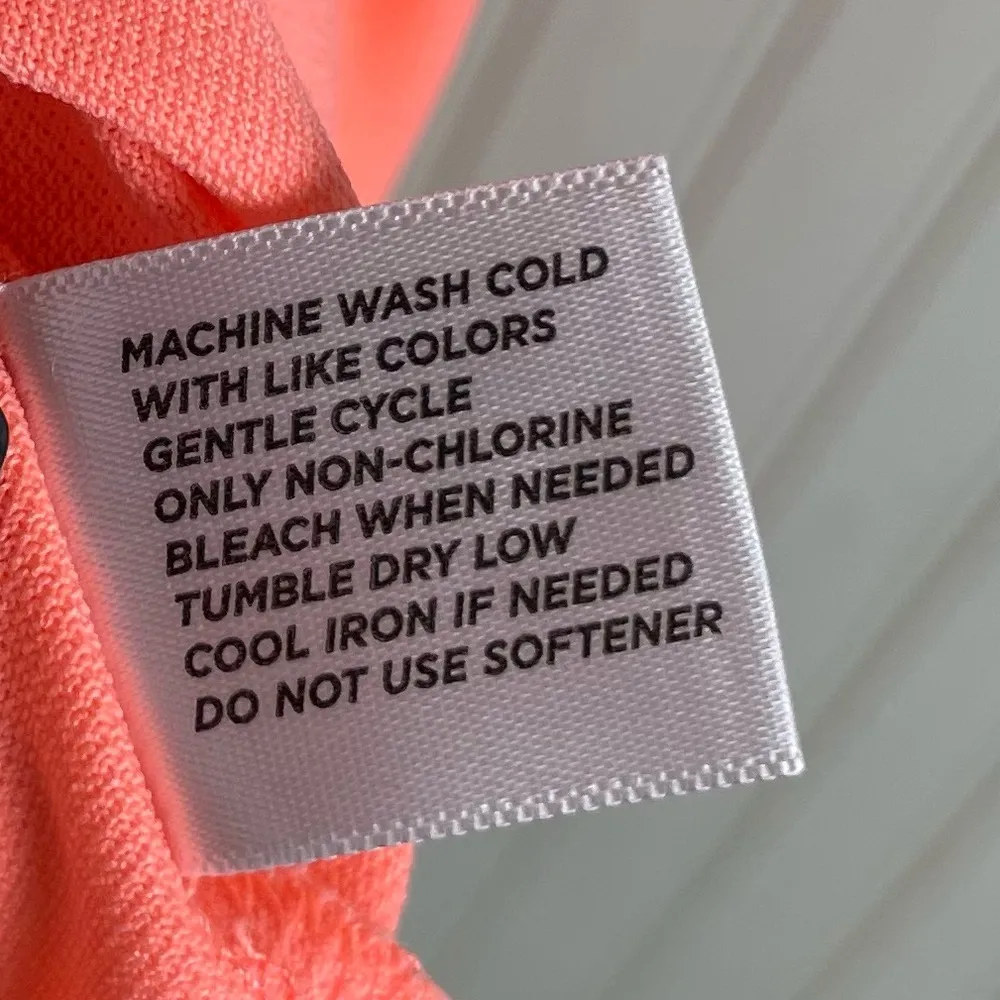 MACHINE WASH COLD
WITH LIKE COLORS
GENTLE CYCLE
ONLY NON-CHLORINE
BLEACH WHEN NEEDED
TUMBLE DRY LOW
COOL IRON IF NEEDED
DO NOT USE SOFTENER